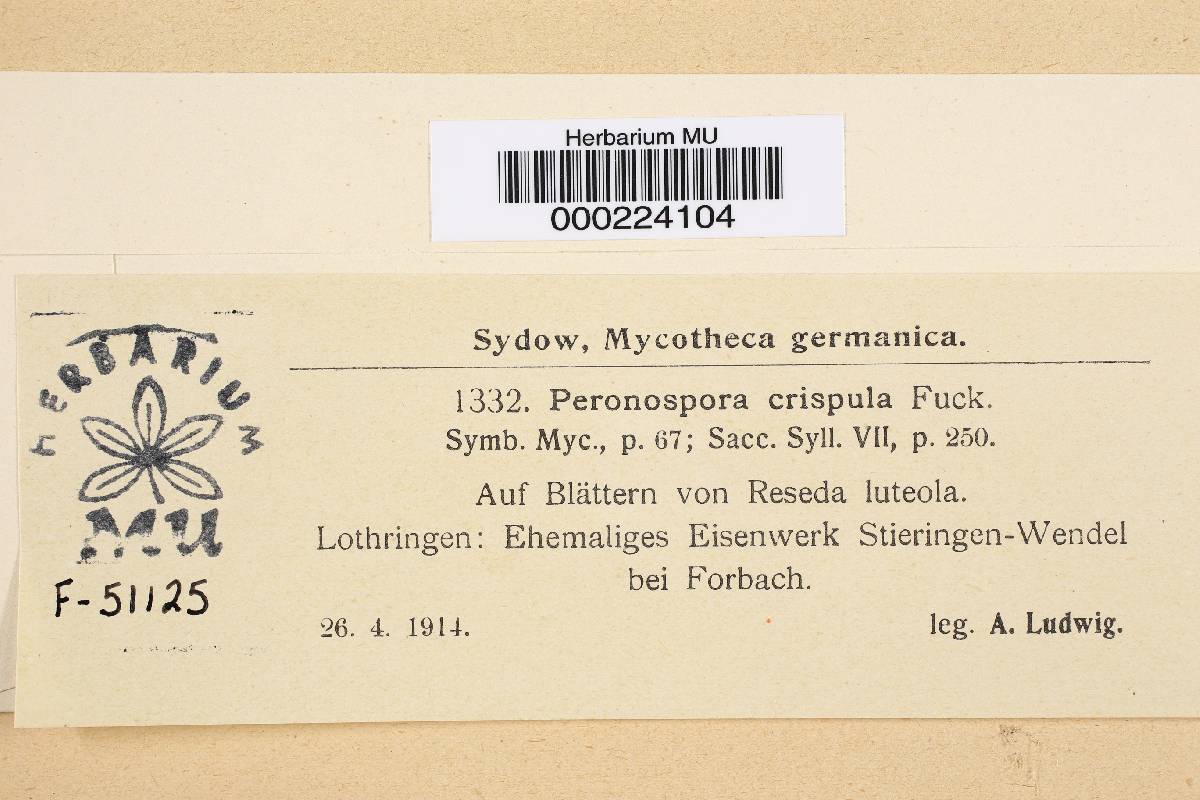 Herbarium MU
000224104
HERBARIUM
MU
F-51125
Sydow, Mycotheca germanica.
1332. Peronospora crispula Fuck.
Symb. Myc., p. 67; Sacc. Syll. VII, p. 250.
Auf Blättern von Reseda luteola.
Lothringen: Ehemaliges Eisenwerk Stieringen-Wendel
bei Forbach.
26. 4. 1914. leg. A. Ludwig.